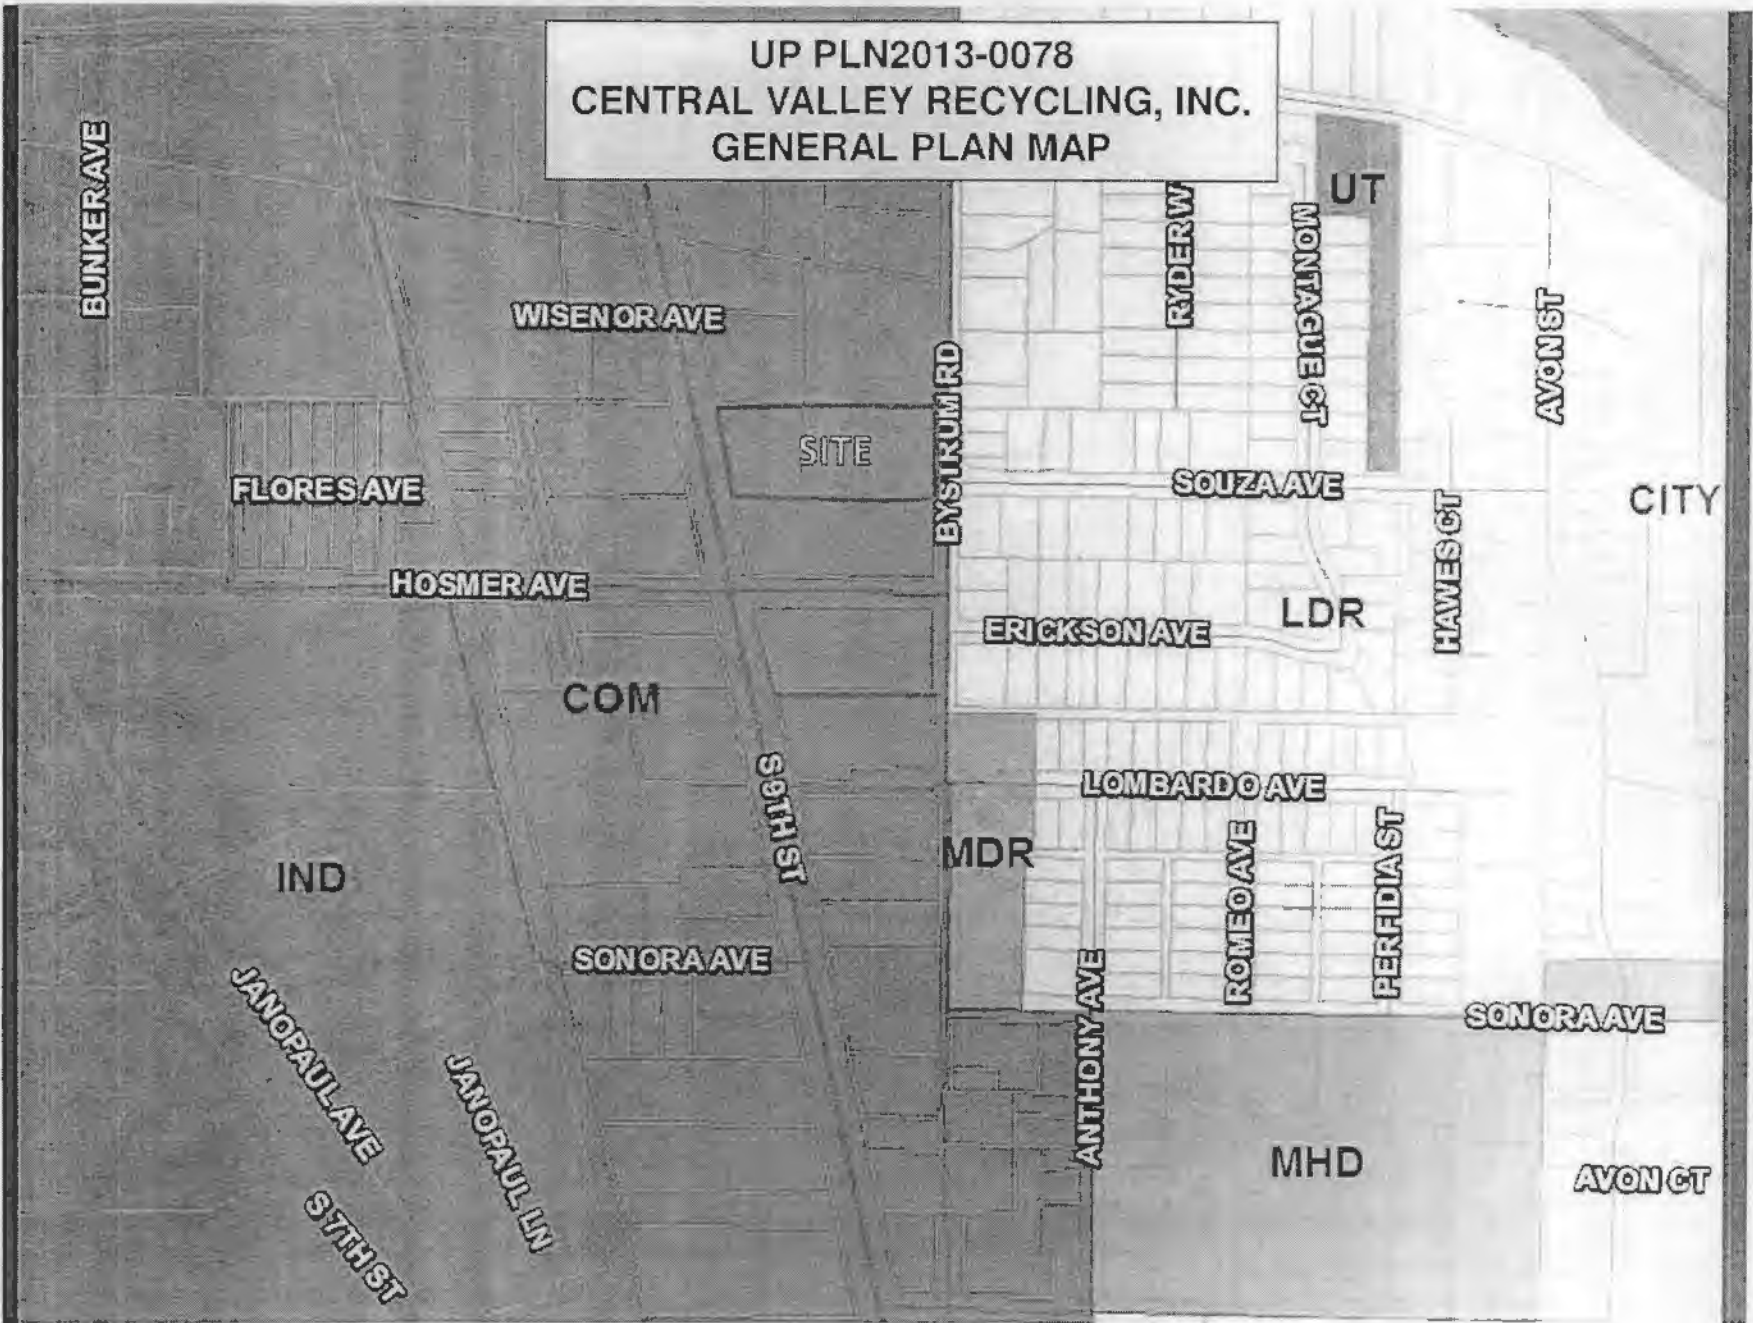 UP PLN2013-0078
CENTRAL VALLEY RECYCLING, INC.
GENERAL PLAN MAP
BUNKER AVE
UT
RYDER W
MONTAGUE CT
WISENOR AVE
AVON ST
BYSTRUM RD
SITE
FLORES AVE
SOUZA AVE
CITY
HAWES CT
HOSMER AVE
LDR
ERICKSON AVE
COM
S 9TH ST
LOMBARDO AVE
MDR
IND
ROMEO AVE
PERFIDIA ST
SONORA AVE
ANTHONY AVE
SONORA AVE
JANOPAUL AVE
JANOPAUL LN
MHD
AVON CT
S 7TH ST